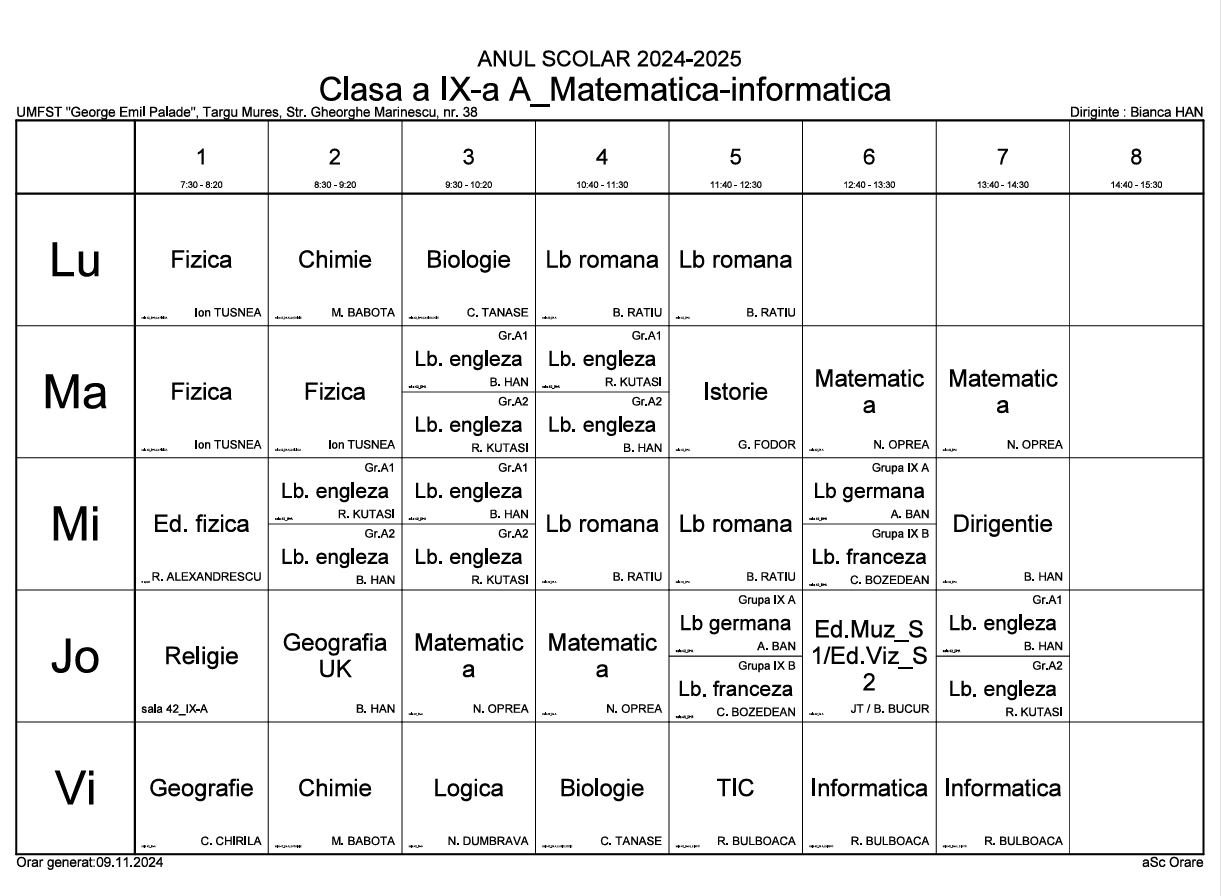 ANUL SCOLAR 2024-2025
Clasa a IX-a A_Matematica-informatica
UMFST "George Emil Palade", Targu Mures, Str. Gheorghe Marinescu, nr. 38
Diriginte : Bianca HAN
1
7:30 - 8:20
2
8:30 - 9:20
3
9:30 - 10:20
4
10:40 - 11:30
5
11:40 - 12:30
6
12:40 - 13:30
7
13:40 - 14:30
8
14:40 - 15:30
Lu
Fizica
Ion TUSNEA
Chimie
M. BABOTA
Biologie
C. TANASE
Lb romana
B. RATIU
Lb romana
B. RATIU
Ma
Fizica
Ion TUSNEA
Fizica
Ion TUSNEA
Gr.A1
Lb. engleza
B. HAN
Gr.A2
Lb. engleza
R. KUTASI
Gr.A1
Lb. engleza
R. KUTASI
Gr.A2
Lb. engleza
B. HAN
Istorie
G. FODOR
Matematic
a
N. OPREA
Matematic
a
N. OPREA
Mi
Ed. fizica
R. ALEXANDRESCU
Gr.A1
Lb. engleza
R. KUTASI
Gr.A2
Lb. engleza
B. HAN
Gr.A1
Lb. engleza
B. HAN
Gr.A2
Lb. engleza
R. KUTASI
Lb romana
B. RATIU
Lb romana
B. RATIU
Grupa IX A
Lb germana
A. BAN
Grupa IX B
Lb. franceza
C. BOZEDEAN
Dirigentie
B. HAN
Jo
Religie
sala 42_IX-A
Geografia
UK
B. HAN
Matematic
a
N. OPREA
Matematic
a
N. OPREA
Grupa IX A
Lb germana
A. BAN
Grupa IX B
Lb. franceza
C. BOZEDEAN
Ed.Muz_S
1/Ed.Viz_S
2
JT / B. BUCUR
Gr.A1
Lb. engleza
B. HAN
Gr.A2
Lb. engleza
R. KUTASI
Vi
Geografie
C. CHIRILA
Chimie
M. BABOTA
Logica
N. DUMBRAVA
Biologie
C. TANASE
TIC
R. BULBOACA
Informatica
R. BULBOACA
Informatica
R. BULBOACA
Orar generat:09.11.2024
aSc Orare